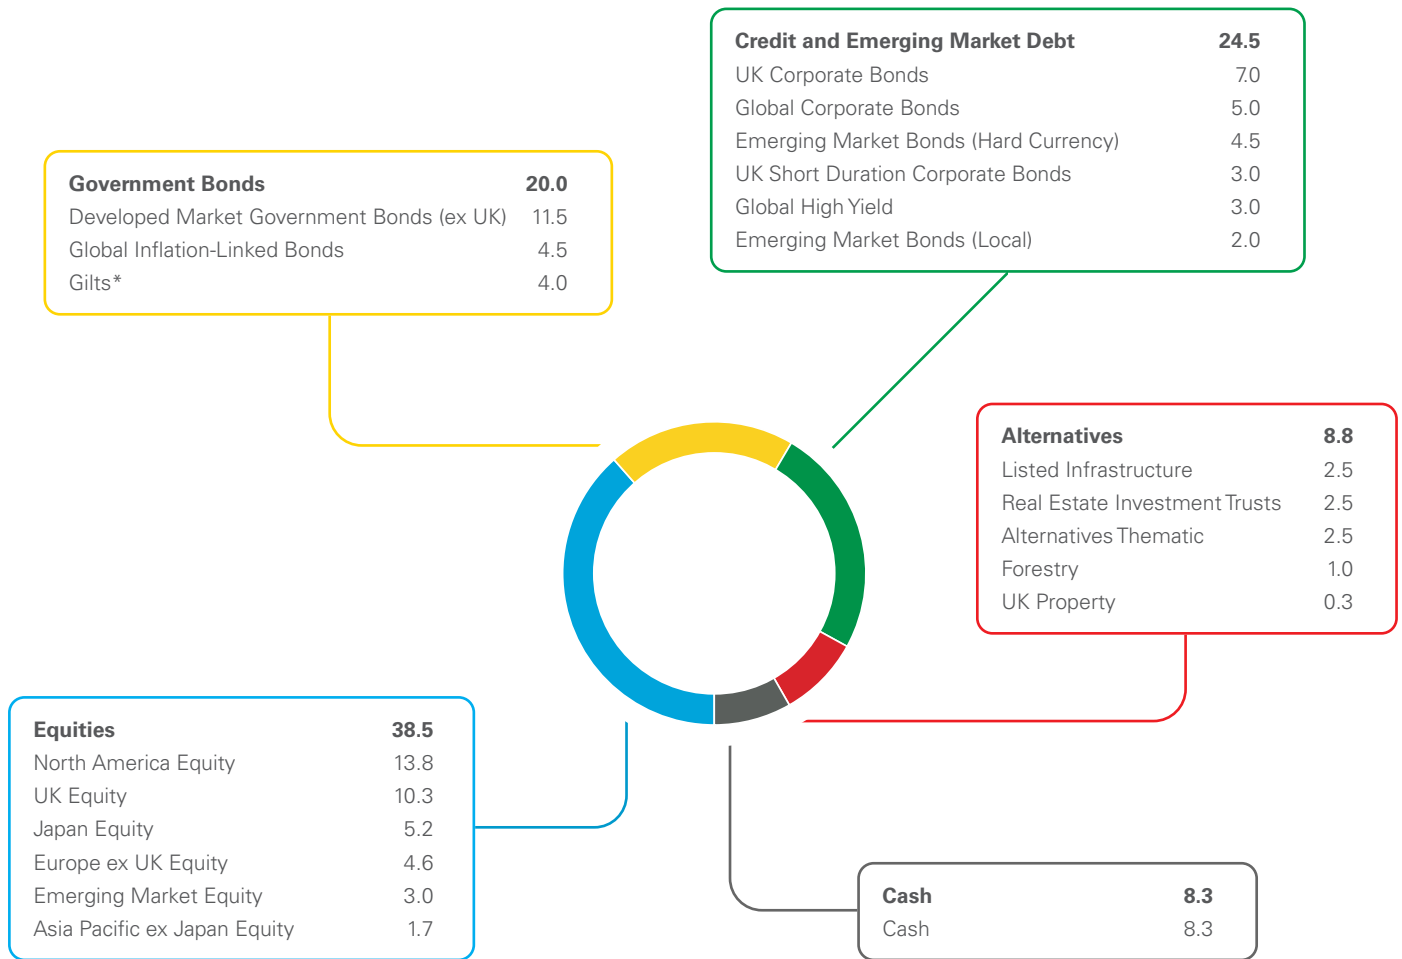 Credit and Emerging Market Debt 24.5
UK Corporate Bonds 7.0
Global Corporate Bonds 5.0
Emerging Market Bonds (Hard Currency) 4.5
UK Short Duration Corporate Bonds 3.0
Global High Yield 3.0
Emerging Market Bonds (Local) 2.0
Government Bonds 20.0
Developed Market Government Bonds (ex UK) 11.5
Global Inflation-Linked Bonds 4.5
Gilts* 4.0
Alternatives 8.8
Listed Infrastructure 2.5
Real Estate Investment Trusts 2.5
Alternatives Thematic 2.5
Forestry 1.0
UK Property 0.3
Equities 38.5
North America Equity 13.8
UK Equity 10.3
Japan Equity 5.2
Europe ex UK Equity 4.6
Emerging Market Equity 3.0
Asia Pacific ex Japan Equity 1.7
Cash 8.3
Cash 8.3